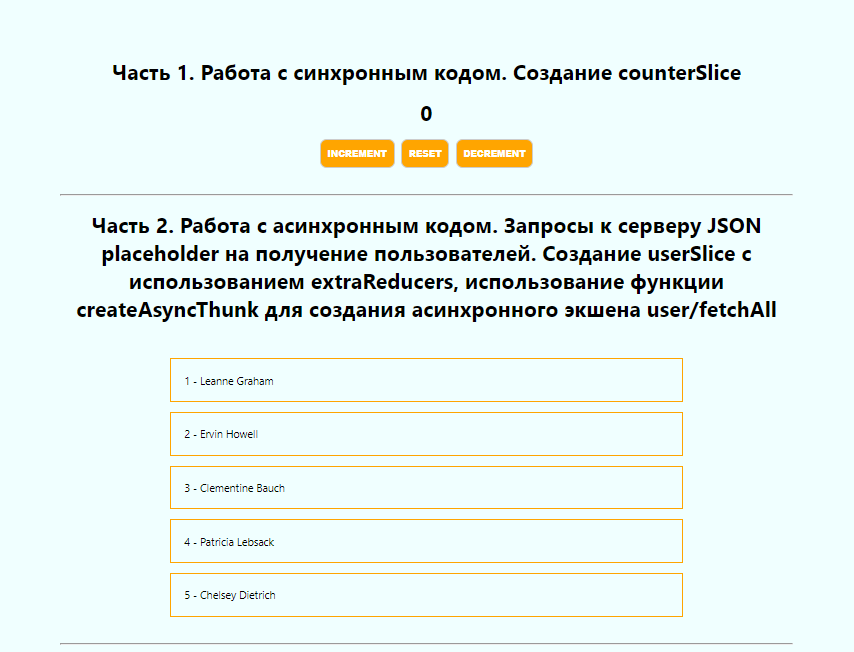 Часть 1. Работа с синхронным кодом. Создание counterSlice
0
INCREMENT RESET DECREMENT
Часть 2. Работа с асинхронным кодом. Запросы к серверу JSON
placeholder на получение пользователей. Создание userSlice с
использованием extraReducers, использование функции
createAsyncThunk для создания асинхронного экшена user/fetchAll
1 - Leanne Graham
2 - Ervin Howell
3 - Clementine Bauch
4 - Patricia Lebsack
5 - Chelsey Dietrich